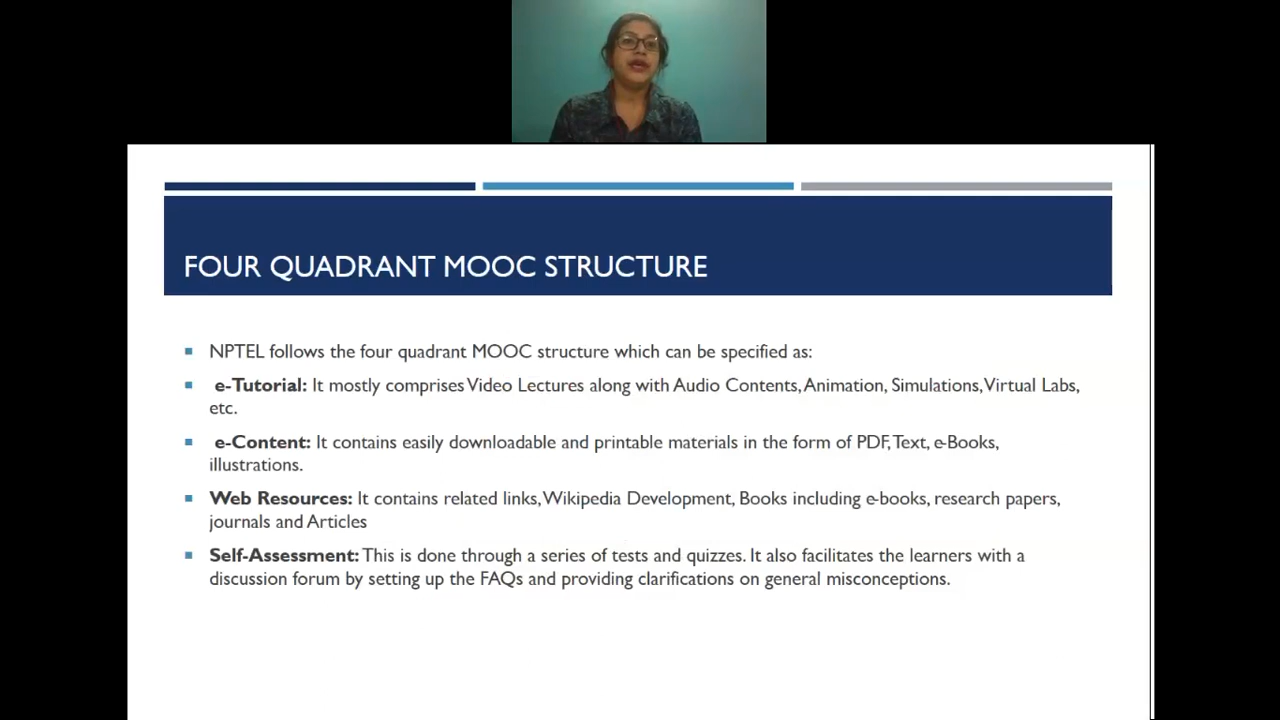 FOUR QUADRANT MOOC STRUCTURE
NPTEL follows the four quadrant MOOC structure which can be specified as:
e-Tutorial: It mostly comprises Video Lectures along with Audio Contents, Animation, Simulations, Virtual Labs,
etc.
e-Content: It contains easily downloadable and printable materials in the form of PDF, Text, e-Books,
illustrations.
Web Resources: It contains related links, Wikipedia Development, Books including e-books, research papers,
journals and Articles
Self-Assessment: This is done through a series of tests and quizzes. It also facilitates the learners with a
discussion forum by setting up the FAQs and providing clarifications on general misconceptions.